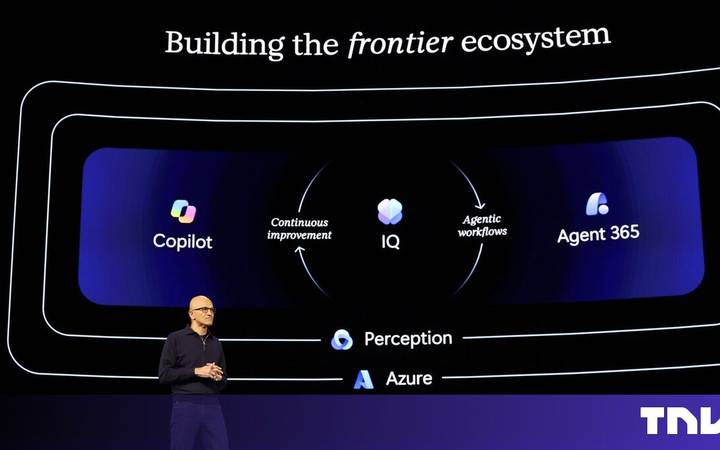 Building the frontier ecosystem
Copilot
Continuous
improvement
IQ
Agentic
workflows
Agent 365
Perception
Azure
TNW